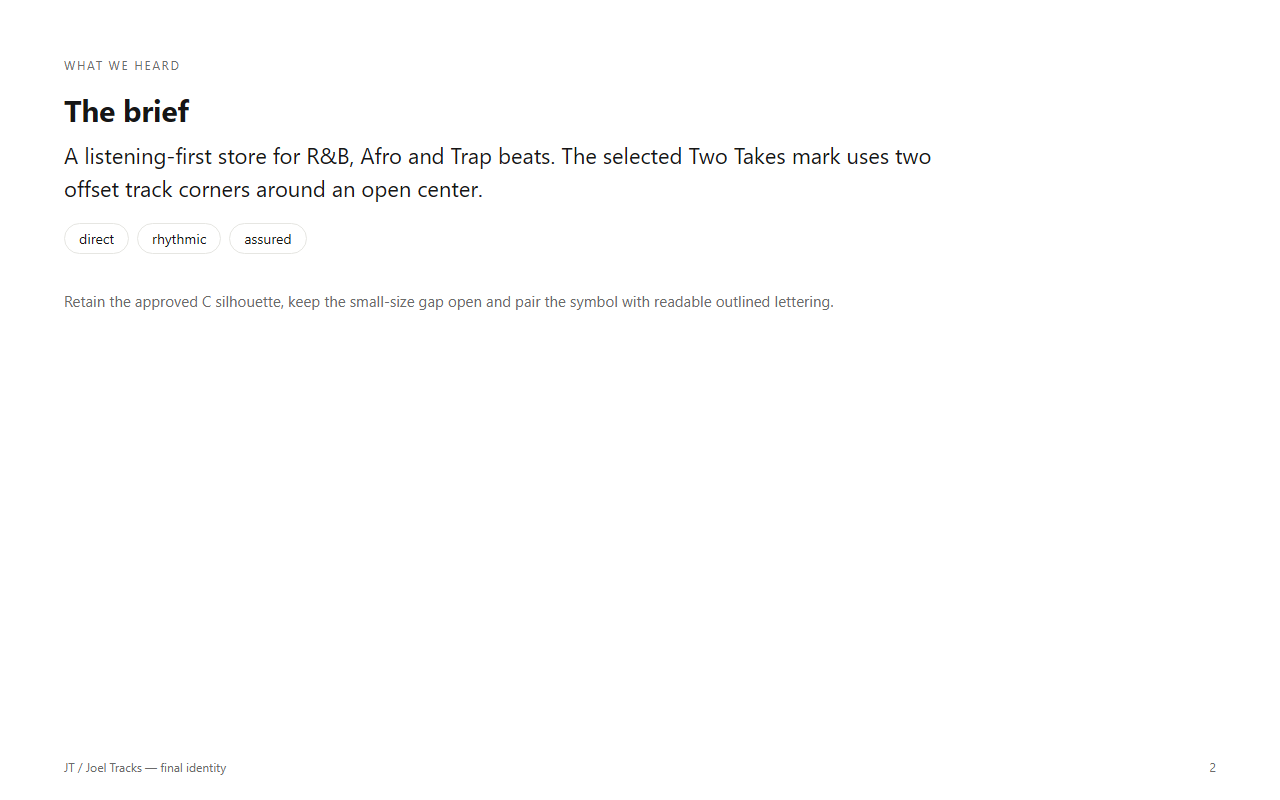 WHAT WE HEARD
The brief
A listening-first store for R&B, Afro and Trap beats. The selected Two Takes mark uses two
offset track corners around an open center.
direct
rhythmic
assured
Retain the approved C silhouette, keep the small-size gap open and pair the symbol with readable outlined lettering.
JT / Joel Tracks — final identity
2